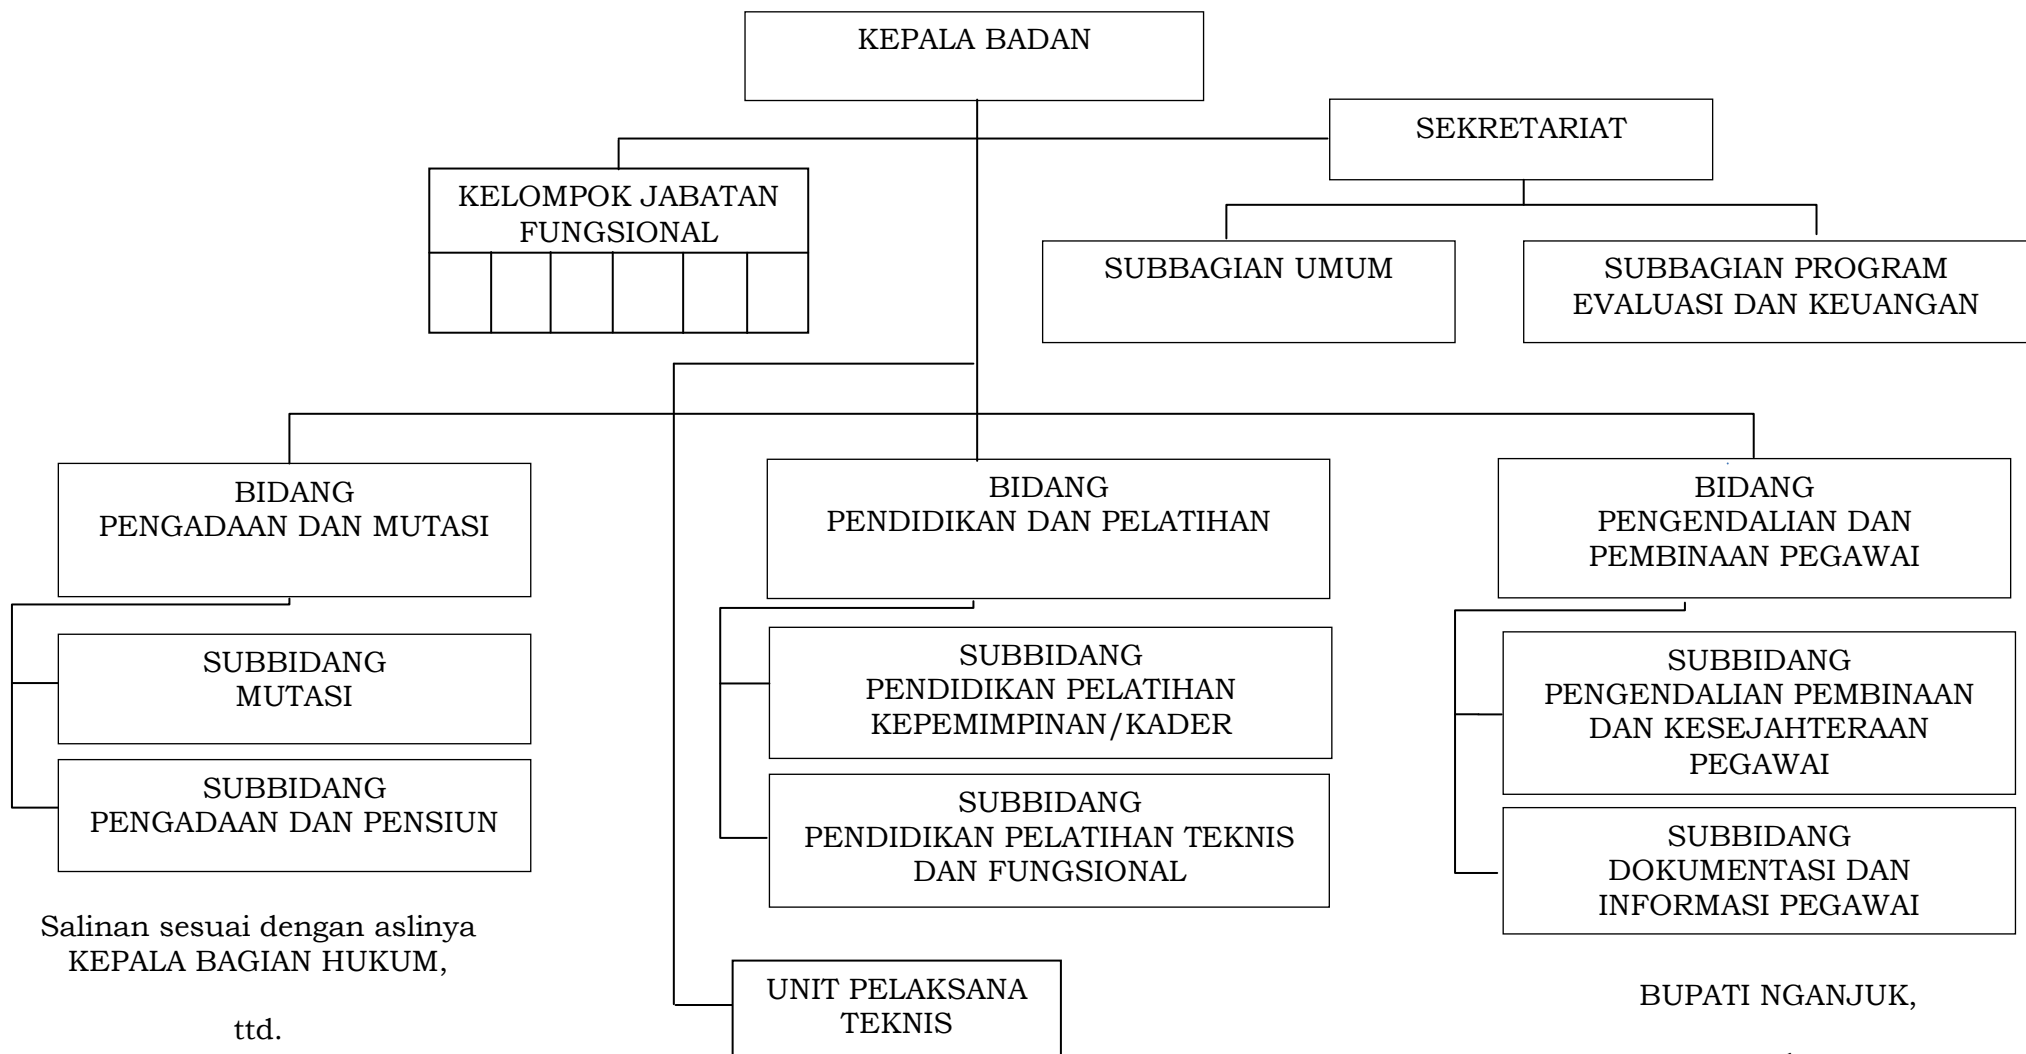 KEPALA BADAN
SEKRETARIAT
KELOMPOK JABATAN
FUNGSIONAL
SUBBAGIAN UMUM
SUBBAGIAN PROGRAM
EVALUASI DAN KEUANGAN
BIDANG
PENGADAAN DAN MUTASI
BIDANG
PENDIDIKAN DAN PELATIHAN
BIDANG
PENGENDALIAN DAN
PEMBINAAN PEGAWAI
SUBBIDANG
MUTASI
SUBBIDANG
PENGADAAN DAN PENSIUN
SUBBIDANG
PENDIDIKAN PELATIHAN
KEPEMIMPINAN/KADER
SUBBIDANG
PENDIDIKAN PELATIHAN TEKNIS
DAN FUNGSIONAL
SUBBIDANG
PENGENDALIAN PEMBINAAN
DAN KESEJAHTERAAN
PEGAWAI
SUBBIDANG
DOKUMENTASI DAN
INFORMASI PEGAWAI
Salinan sesuai dengan aslinya
KEPALA BAGIAN HUKUM,
ttd.
UNIT PELAKSANA
TEKNIS
BUPATI NGANJUK,